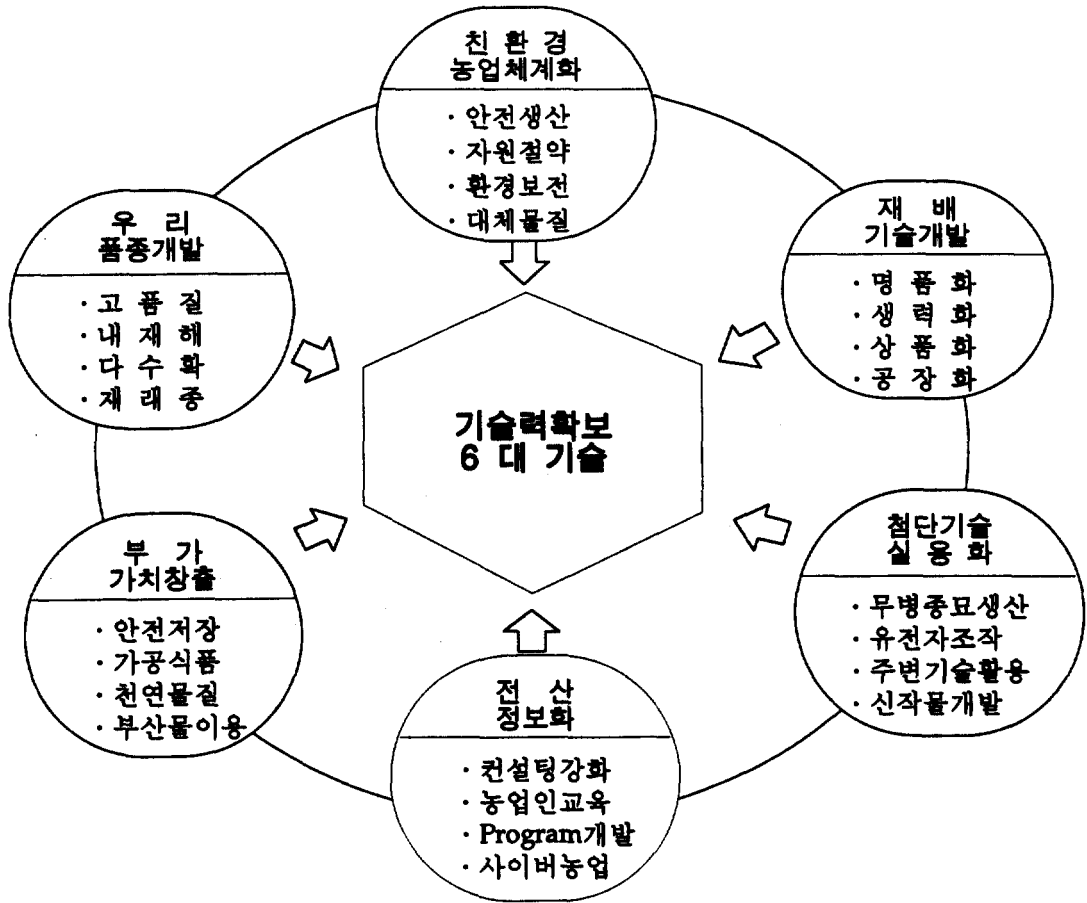 친 환 경
농업체계화
· 안전생산
· 자원절약
· 환경보전
· 대체물질
우 리
품종개발
· 고 품 질
· 내 재 해
· 다 수 확
· 재 래 종
재 배
기술개발
· 명 품 화
· 생 력 화
· 상 품 화
· 공 장 화
기술력확보
6 대 기술
부 가
가치창출
· 안전저장
· 가공식품
· 천연물질
· 부산물이용
첨단기술
실 용 화
· 무병종묘생산
· 유전자조작
· 주변기술활용
· 신작물개발
전 산
정보화
· 컨설팅강화
· 농업인교육
· Program개발
· 사이버농업